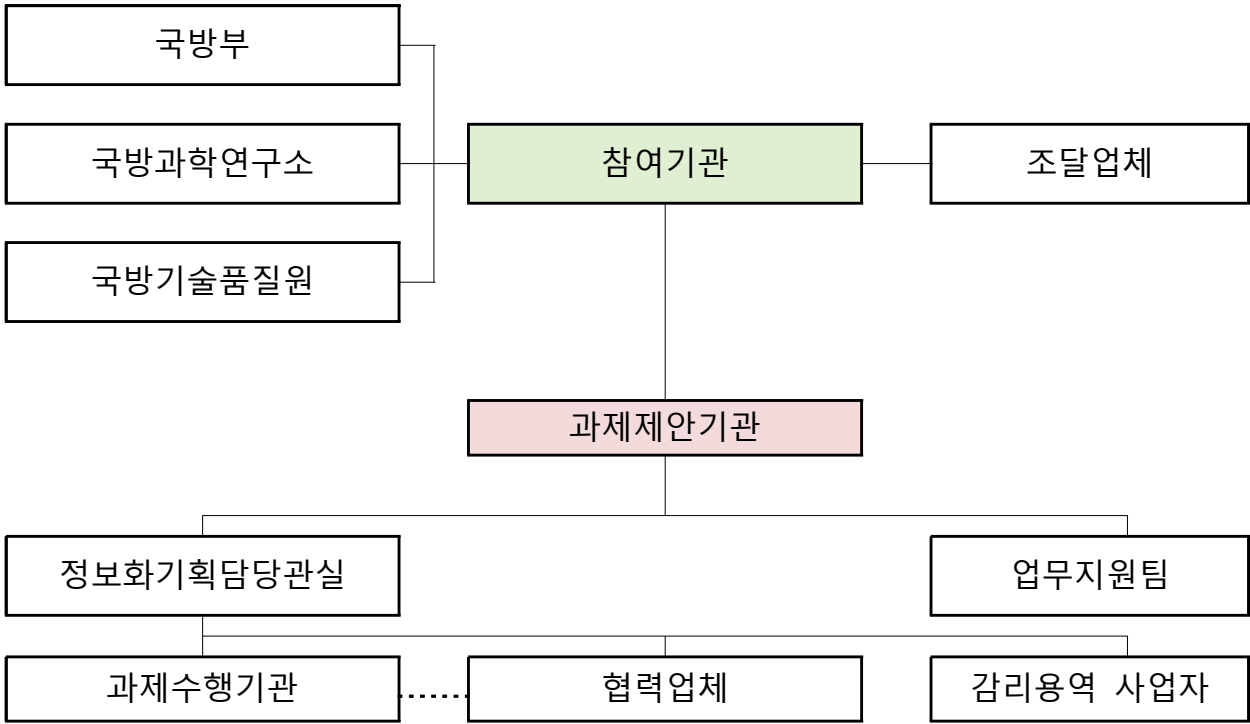 국방부
국방과학연구소
참여기관
조달업체
국방기술품질원
과제제안기관
정보화기획담당관실
업무지원팀
과제수행기관
협력업체
감리용역 사업자